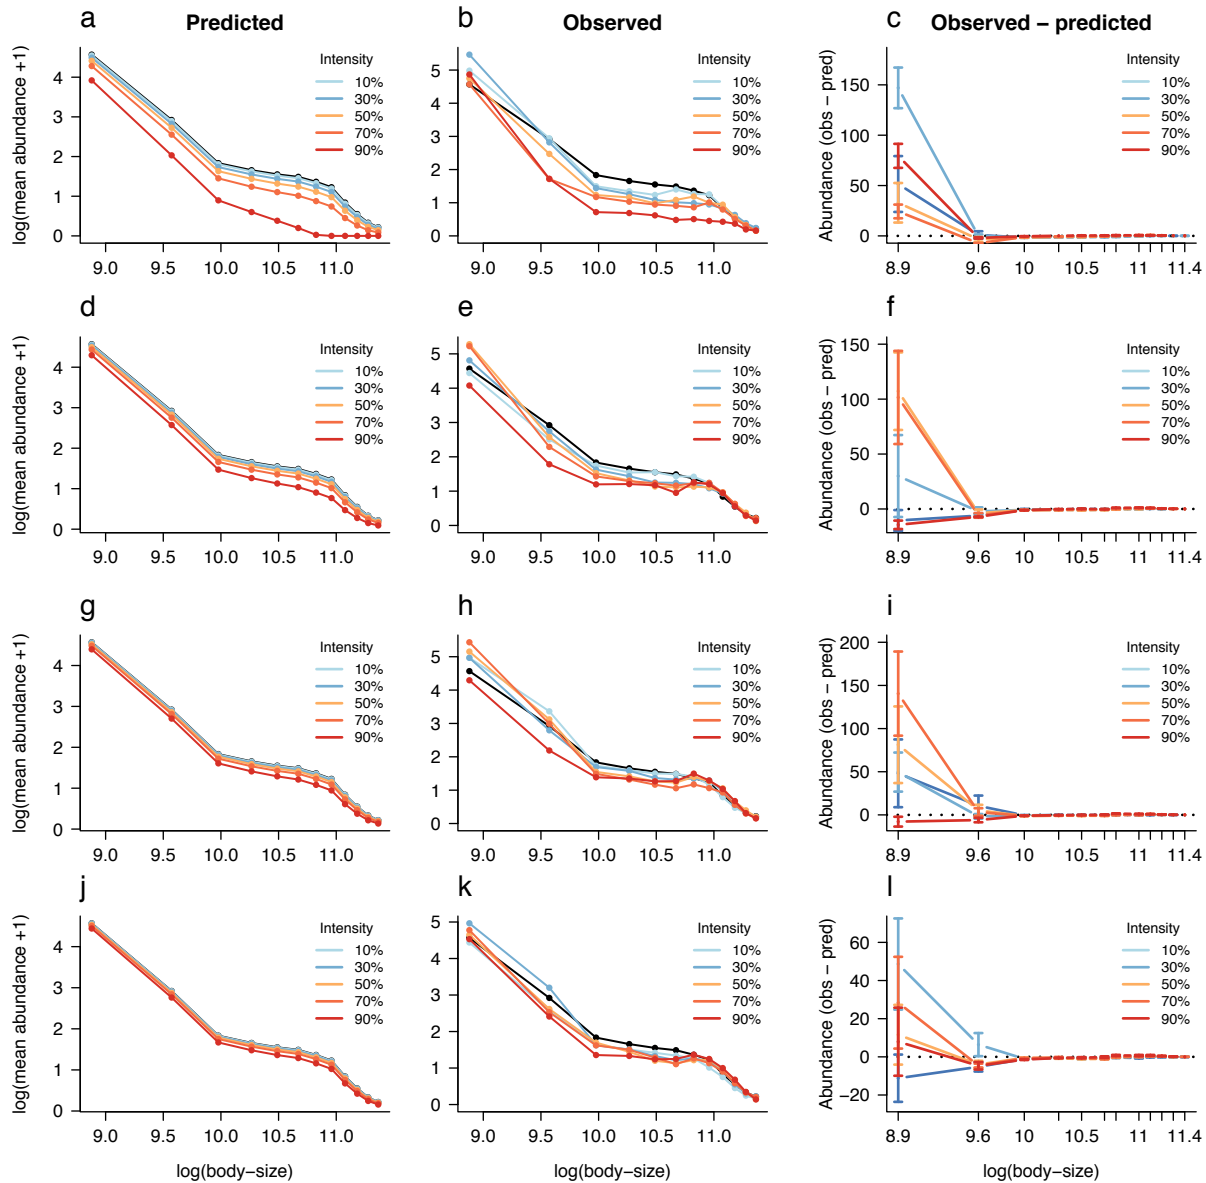 a Predicted b Observed c Observed – predicted
log(mean abundance +1)
0 1 2 3 4
9.0 9.5 10.0 10.5 11.0
Intensity
10%
30%
50%
70%
90%
0 1 2 3 4 5
9.0 9.5 10.0 10.5 11.0
Intensity
10%
30%
50%
70%
90%
Abundance (obs – pred)
0 50 100 150
8.9 9.6 10 10.5 11 11.4
Intensity
10%
30%
50%
70%
90%
d e f
log(mean abundance +1)
0 1 2 3 4
9.0 9.5 10.0 10.5 11.0
Intensity
10%
30%
50%
70%
90%
0 1 2 3 4 5
9.0 9.5 10.0 10.5 11.0
Intensity
10%
30%
50%
70%
90%
Abundance (obs – pred)
0 50 100 150
8.9 9.6 10 10.5 11 11.4
Intensity
10%
30%
50%
70%
90%
g h i
log(mean abundance +1)
0 1 2 3 4
9.0 9.5 10.0 10.5 11.0
Intensity
10%
30%
50%
70%
90%
0 1 2 3 4 5
9.0 9.5 10.0 10.5 11.0
Intensity
10%
30%
50%
70%
90%
Abundance (obs – pred)
0 50 100 150 200
8.9 9.6 10 10.5 11 11.4
Intensity
10%
30%
50%
70%
90%
j k l
log(mean abundance +1)
0 1 2 3 4
9.0 9.5 10.0 10.5 11.0
log(body–size)
Intensity
10%
30%
50%
70%
90%
0 1 2 3 4 5
9.0 9.5 10.0 10.5 11.0
log(body–size)
Intensity
10%
30%
50%
70%
90%
Abundance (obs – pred)
–20 0 20 40 60
8.9 9.6 10 10.5 11 11.4
log(body–size)
Intensity
10%
30%
50%
70%
90%